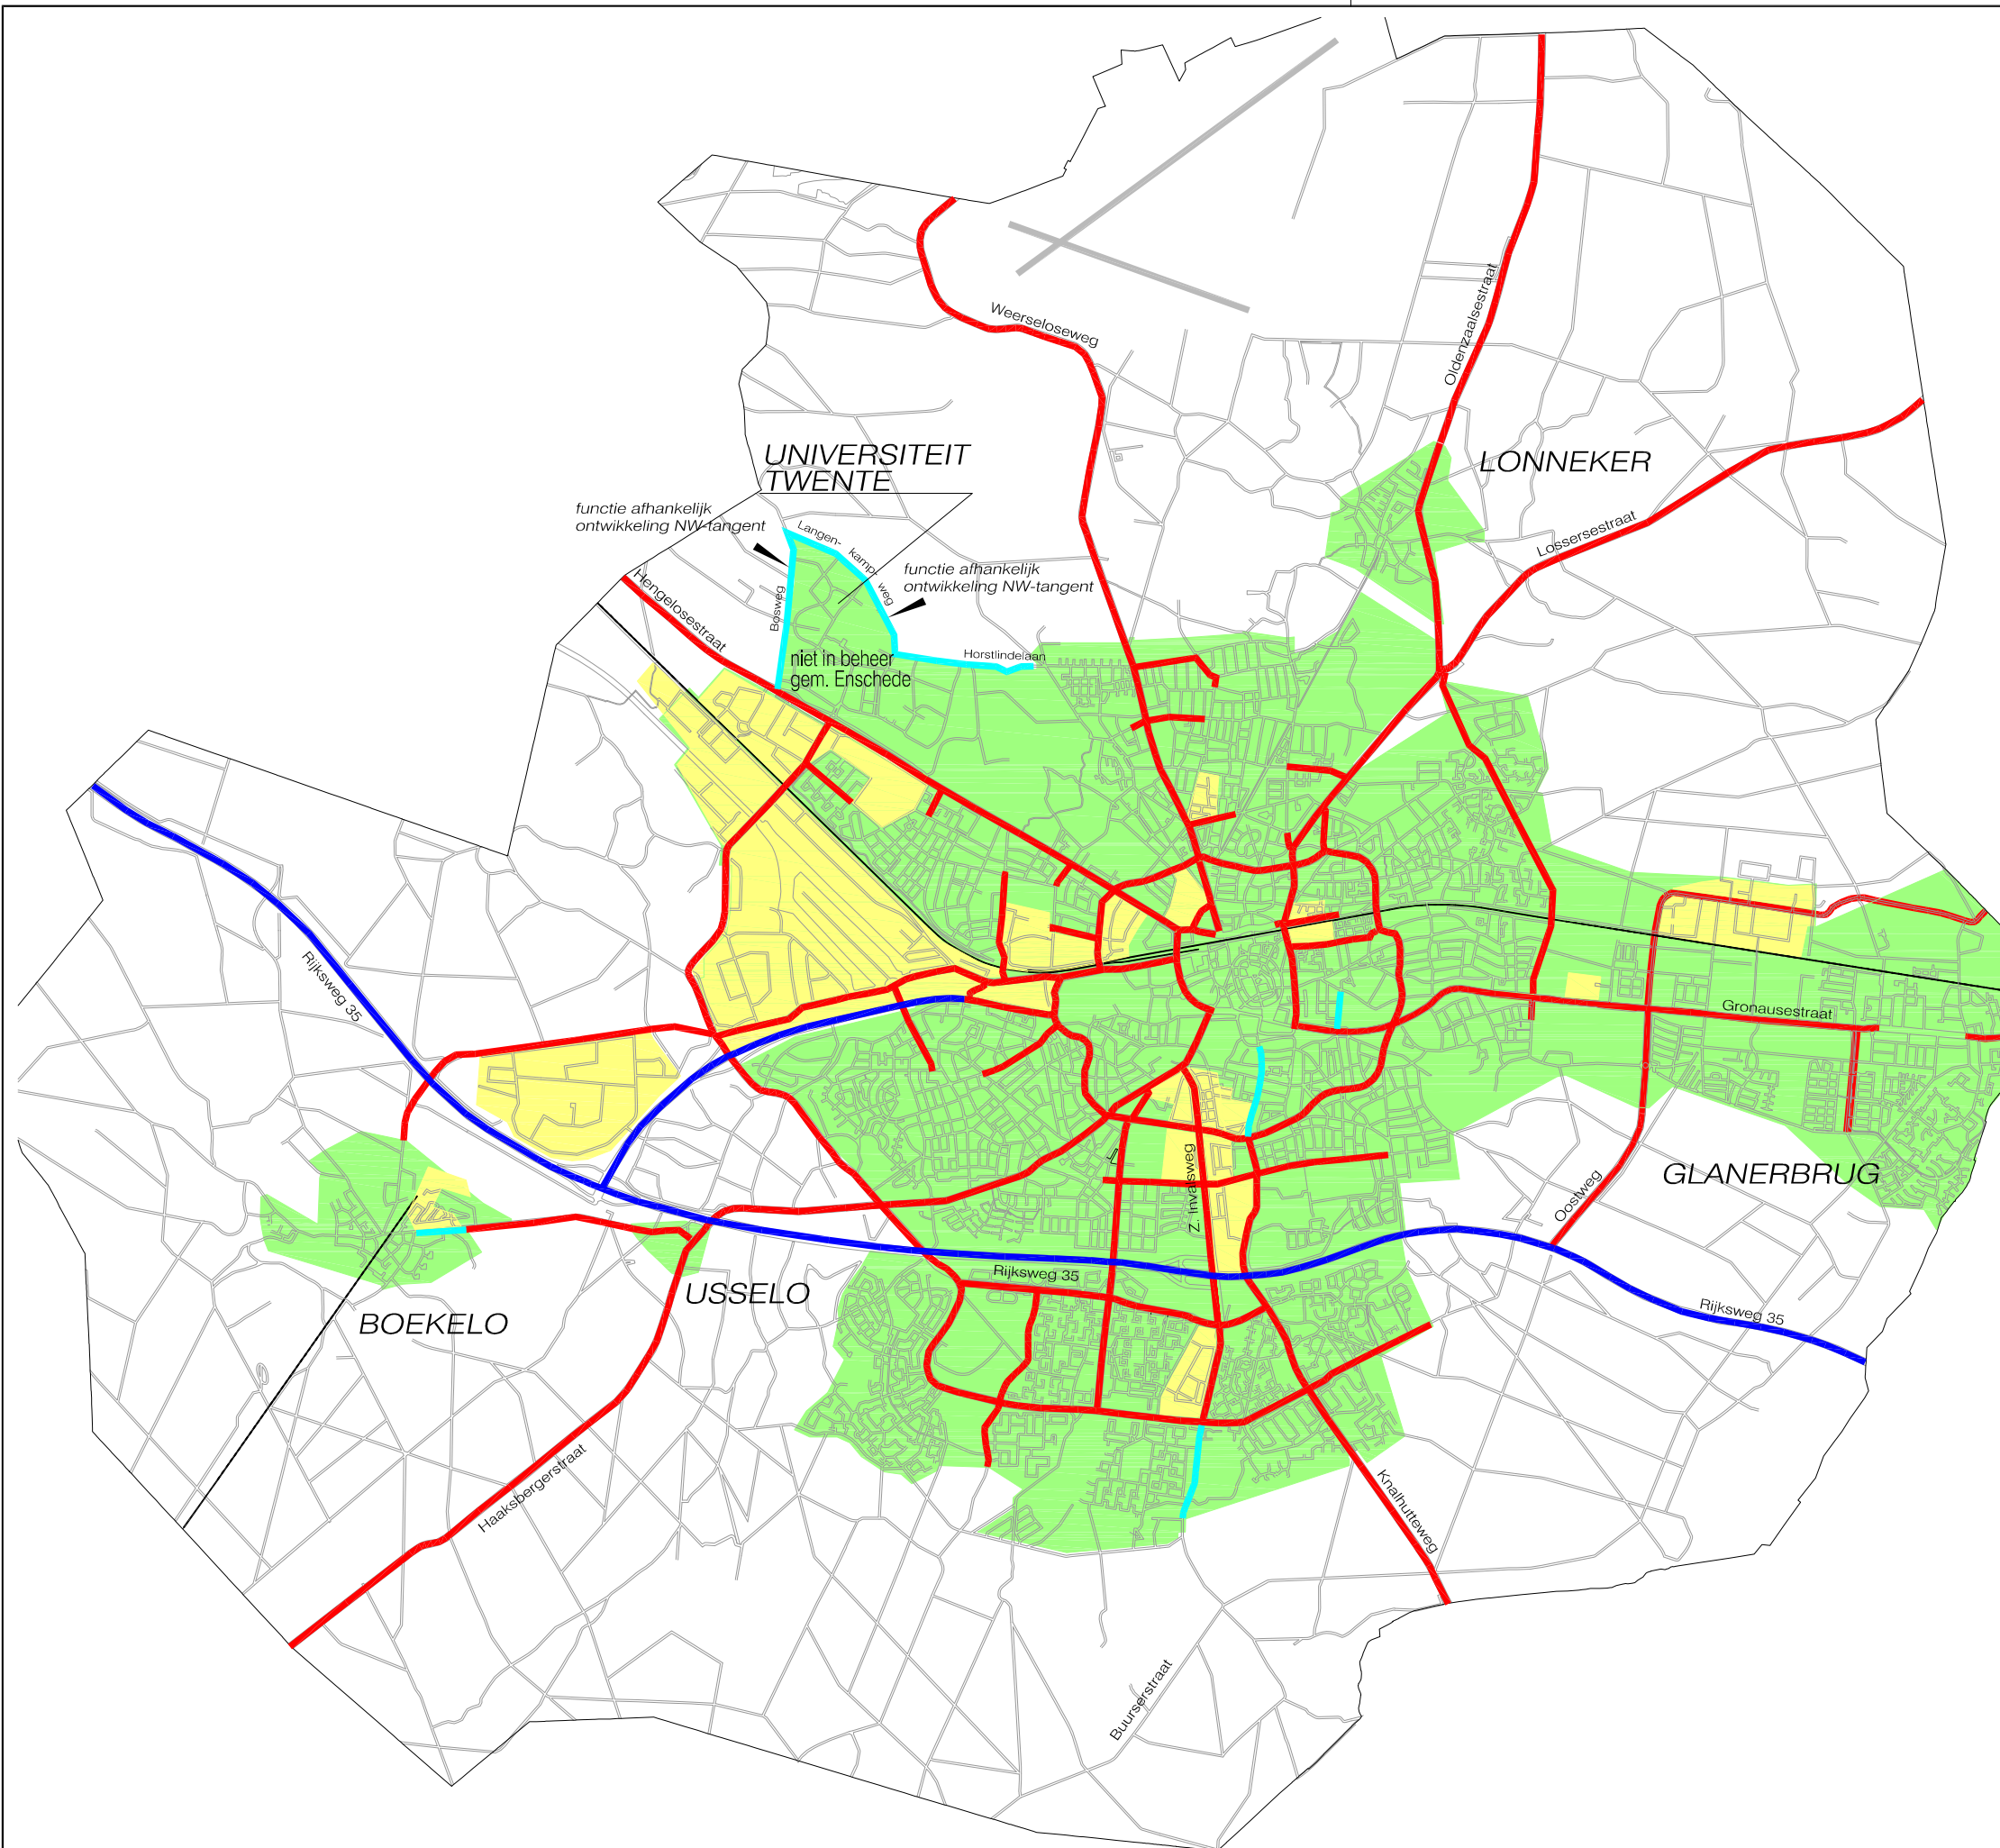 Weerseloseweg
Oldenzaalsestraat
UNIVERSITEIT
TWENTE
LONNEKER
functie afhankelijk
ontwikkeling NW-tangent
Langen-
kamp-
weg
Lossersestraat
functie afhankelijk
ontwikkeling NW-tangent
Hengelosestraat
Bosweg
Horstlindelaan
niet in beheer
gem. Enschede
Rijksweg 35
Gronausestraat
Z. Invalsweg
GLANERBRUG
Oostweg
Rijksweg 35
USSELO
BOEKELO
Rijksweg 35
Haaksbergerstraat
Knalhutteweg
Buurserstraat